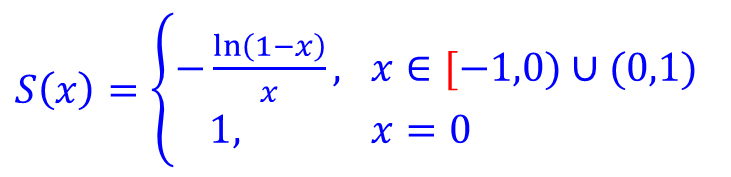 S(x) = { −ln(1−x)/x, x ∈ [−1,0) ∪ (0,1)
1, x = 0